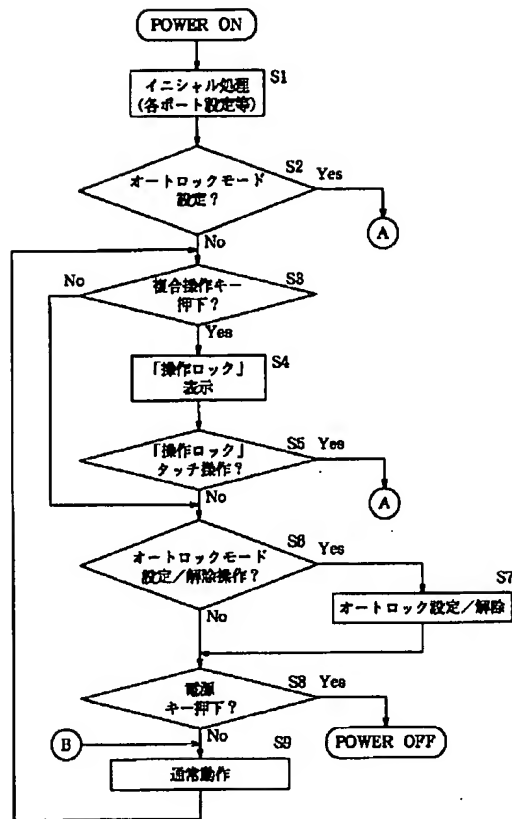 POWER ON
イニシャル処理
(各ポート設定等)
S1
オートロックモード
設定?
S2
Yes
A
No
複合操作キー
押下?
S3
No
Yes
「操作ロック」
表示
S4
「操作ロック」
タッチ操作?
S5
Yes
A
No
オートロックモード
設定/解除操作?
S6
Yes
オートロック設定/解除
S7
No
電源
キー押下?
S8
Yes
POWER OFF
B
No
通常動作
S9